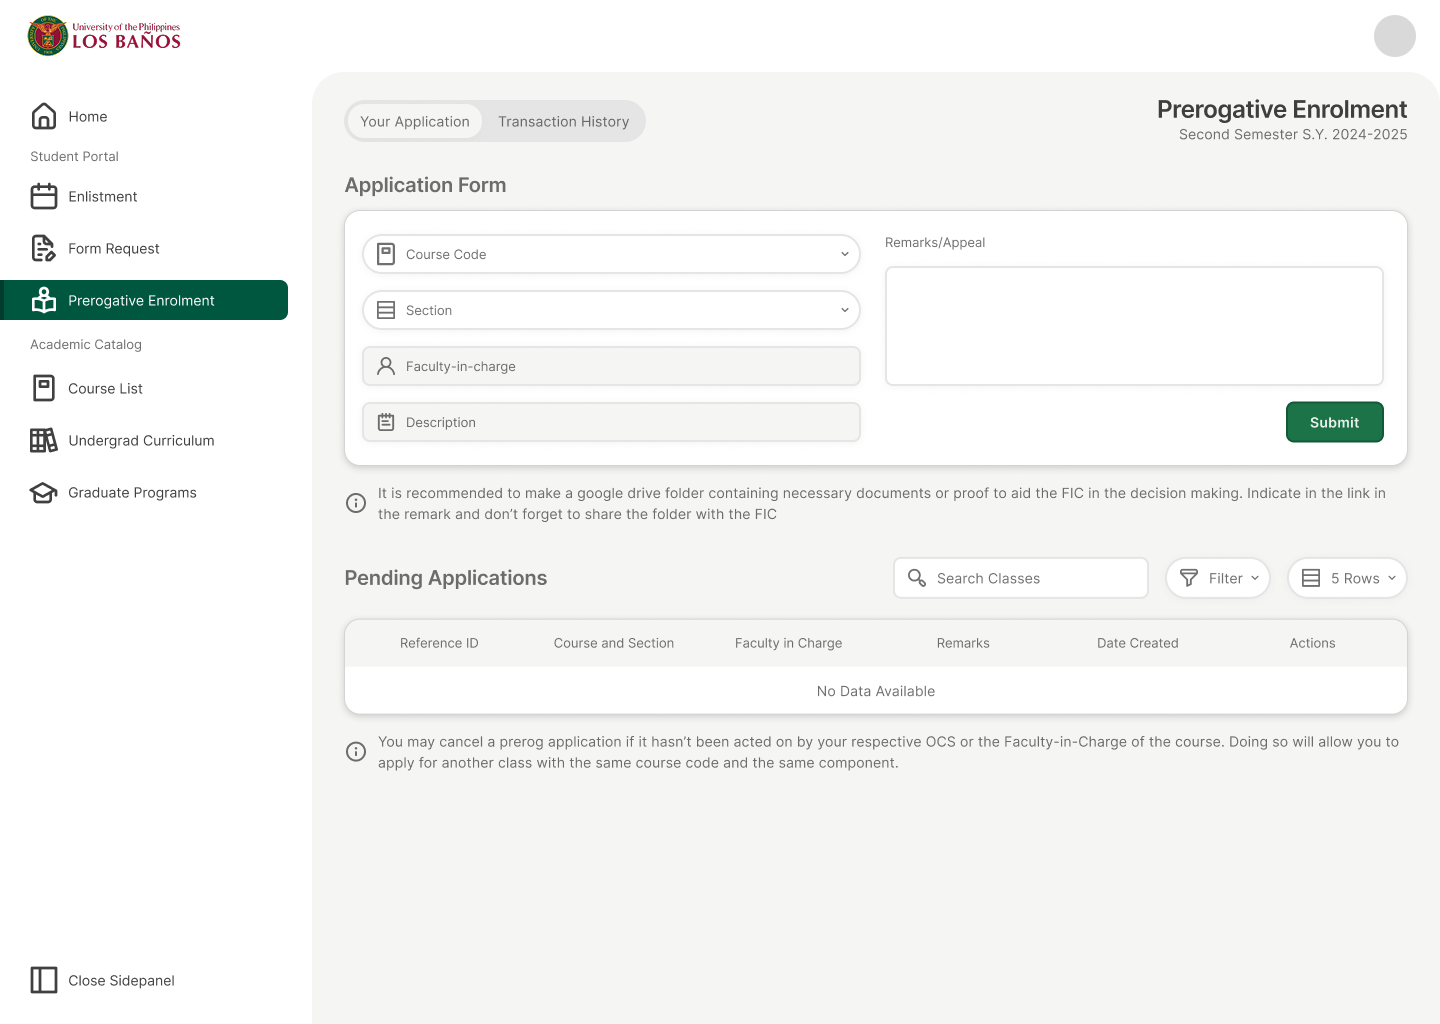 University of the Philippines
LOS BAÑOS
Home
Student Portal
Enlistment
Form Request
Prerogative Enrolment
Academic Catalog
Course List
Undergrad Curriculum
Graduate Programs
Close Sidepanel
Your Application
Transaction History
Prerogative Enrolment
Second Semester S.Y. 2024-2025
Application Form
Course Code
Section
Faculty-in-charge
Description
Remarks/Appeal
Submit
It is recommended to make a google drive folder containing necessary documents or proof to aid the FIC in the decision making. Indicate in the link in
the remark and don’t forget to share the folder with the FIC
Pending Applications
Search Classes
Filter
5 Rows
Reference ID
Course and Section
Faculty in Charge
Remarks
Date Created
Actions
No Data Available
You may cancel a prerog application if it hasn’t been acted on by your respective OCS or the Faculty-in-Charge of the course. Doing so will allow you to
apply for another class with the same course code and the same component.